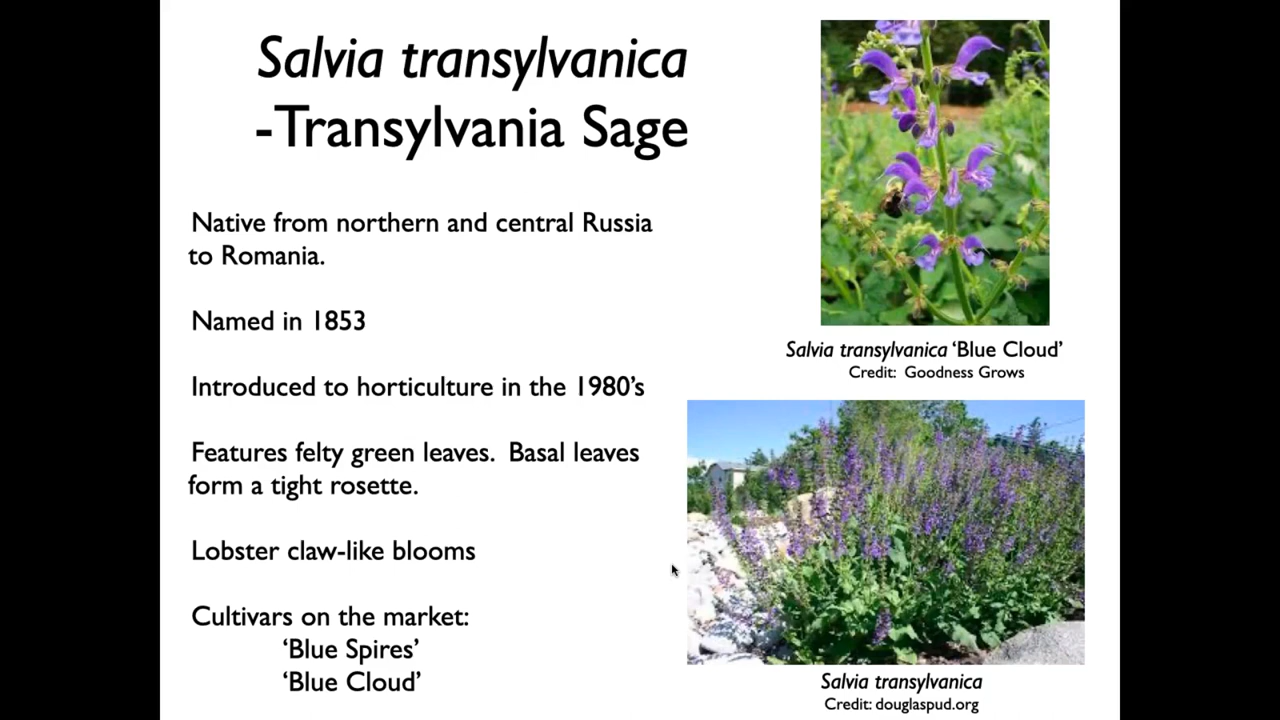 Salvia transylvanica
-Transylvania Sage
Native from northern and central Russia
to Romania.
Named in 1853
Introduced to horticulture in the 1980’s
Features felty green leaves.  Basal leaves
form a tight rosette.
Lobster claw-like blooms
Cultivars on the market:
‘Blue Spires’
‘Blue Cloud’
Salvia transylvanica ‘Blue Cloud’
Credit:  Goodness Grows
Salvia transylvanica
Credit: douglaspud.org